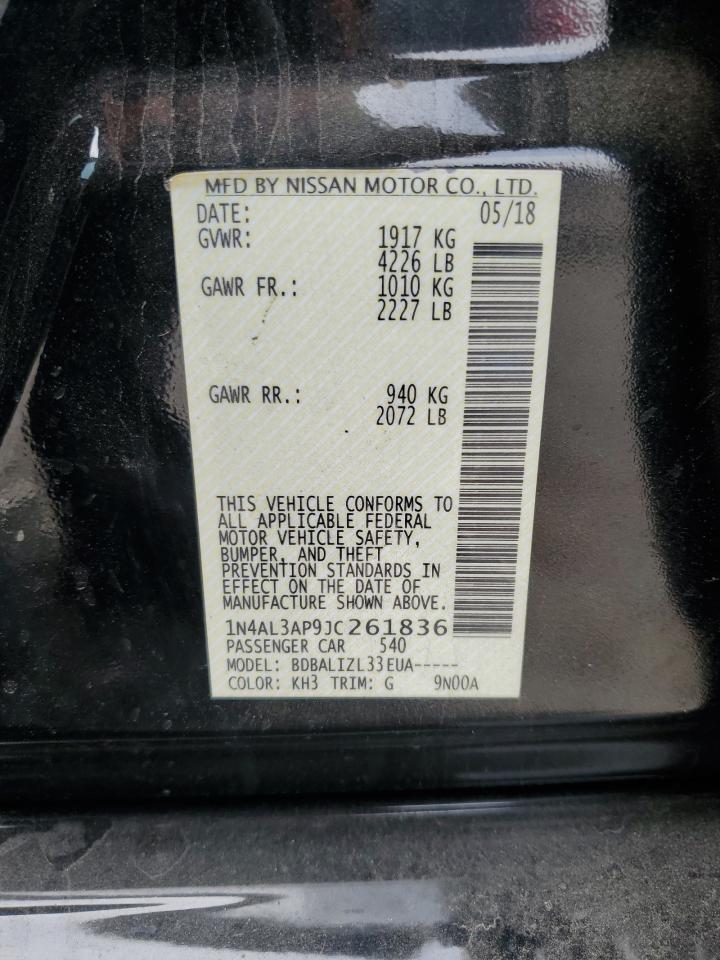 MFD BY NISSAN MOTOR CO., LTD.
DATE: 05/18
GVWR: 1917 KG
4226 LB
GAWR FR.: 1010 KG
2227 LB
GAWR RR.: 940 KG
2072 LB
THIS VEHICLE CONFORMS TO
ALL APPLICABLE FEDERAL
MOTOR VEHICLE SAFETY,
BUMPER, AND THEFT
PREVENTION STANDARDS IN
EFFECT ON THE DATE OF
MANUFACTURE SHOWN ABOVE.
1N4AL3AP9JC261836
PASSENGER CAR 540
MODEL: BDBALIZL33EUA-----
COLOR: KH3 TRIM: G 9N00A